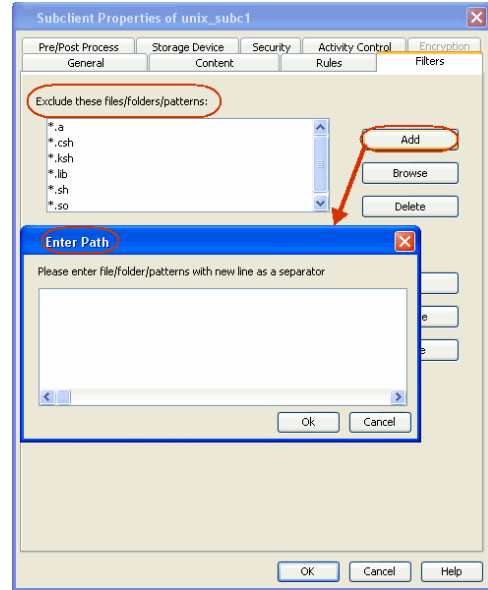 Subclient Properties of unix_subc1
Pre/Post Process Storage Device Security Activity Control Encryption
General Content Rules Filters
Exclude these files/folders/patterns:
*.a
*.csh
*.ksh
*.lib
*.sh
*.so
Add
Browse
Delete
Enter Path
Please enter file/folder/patterns with new line as a separator
e
e
Ok Cancel
OK Cancel Help